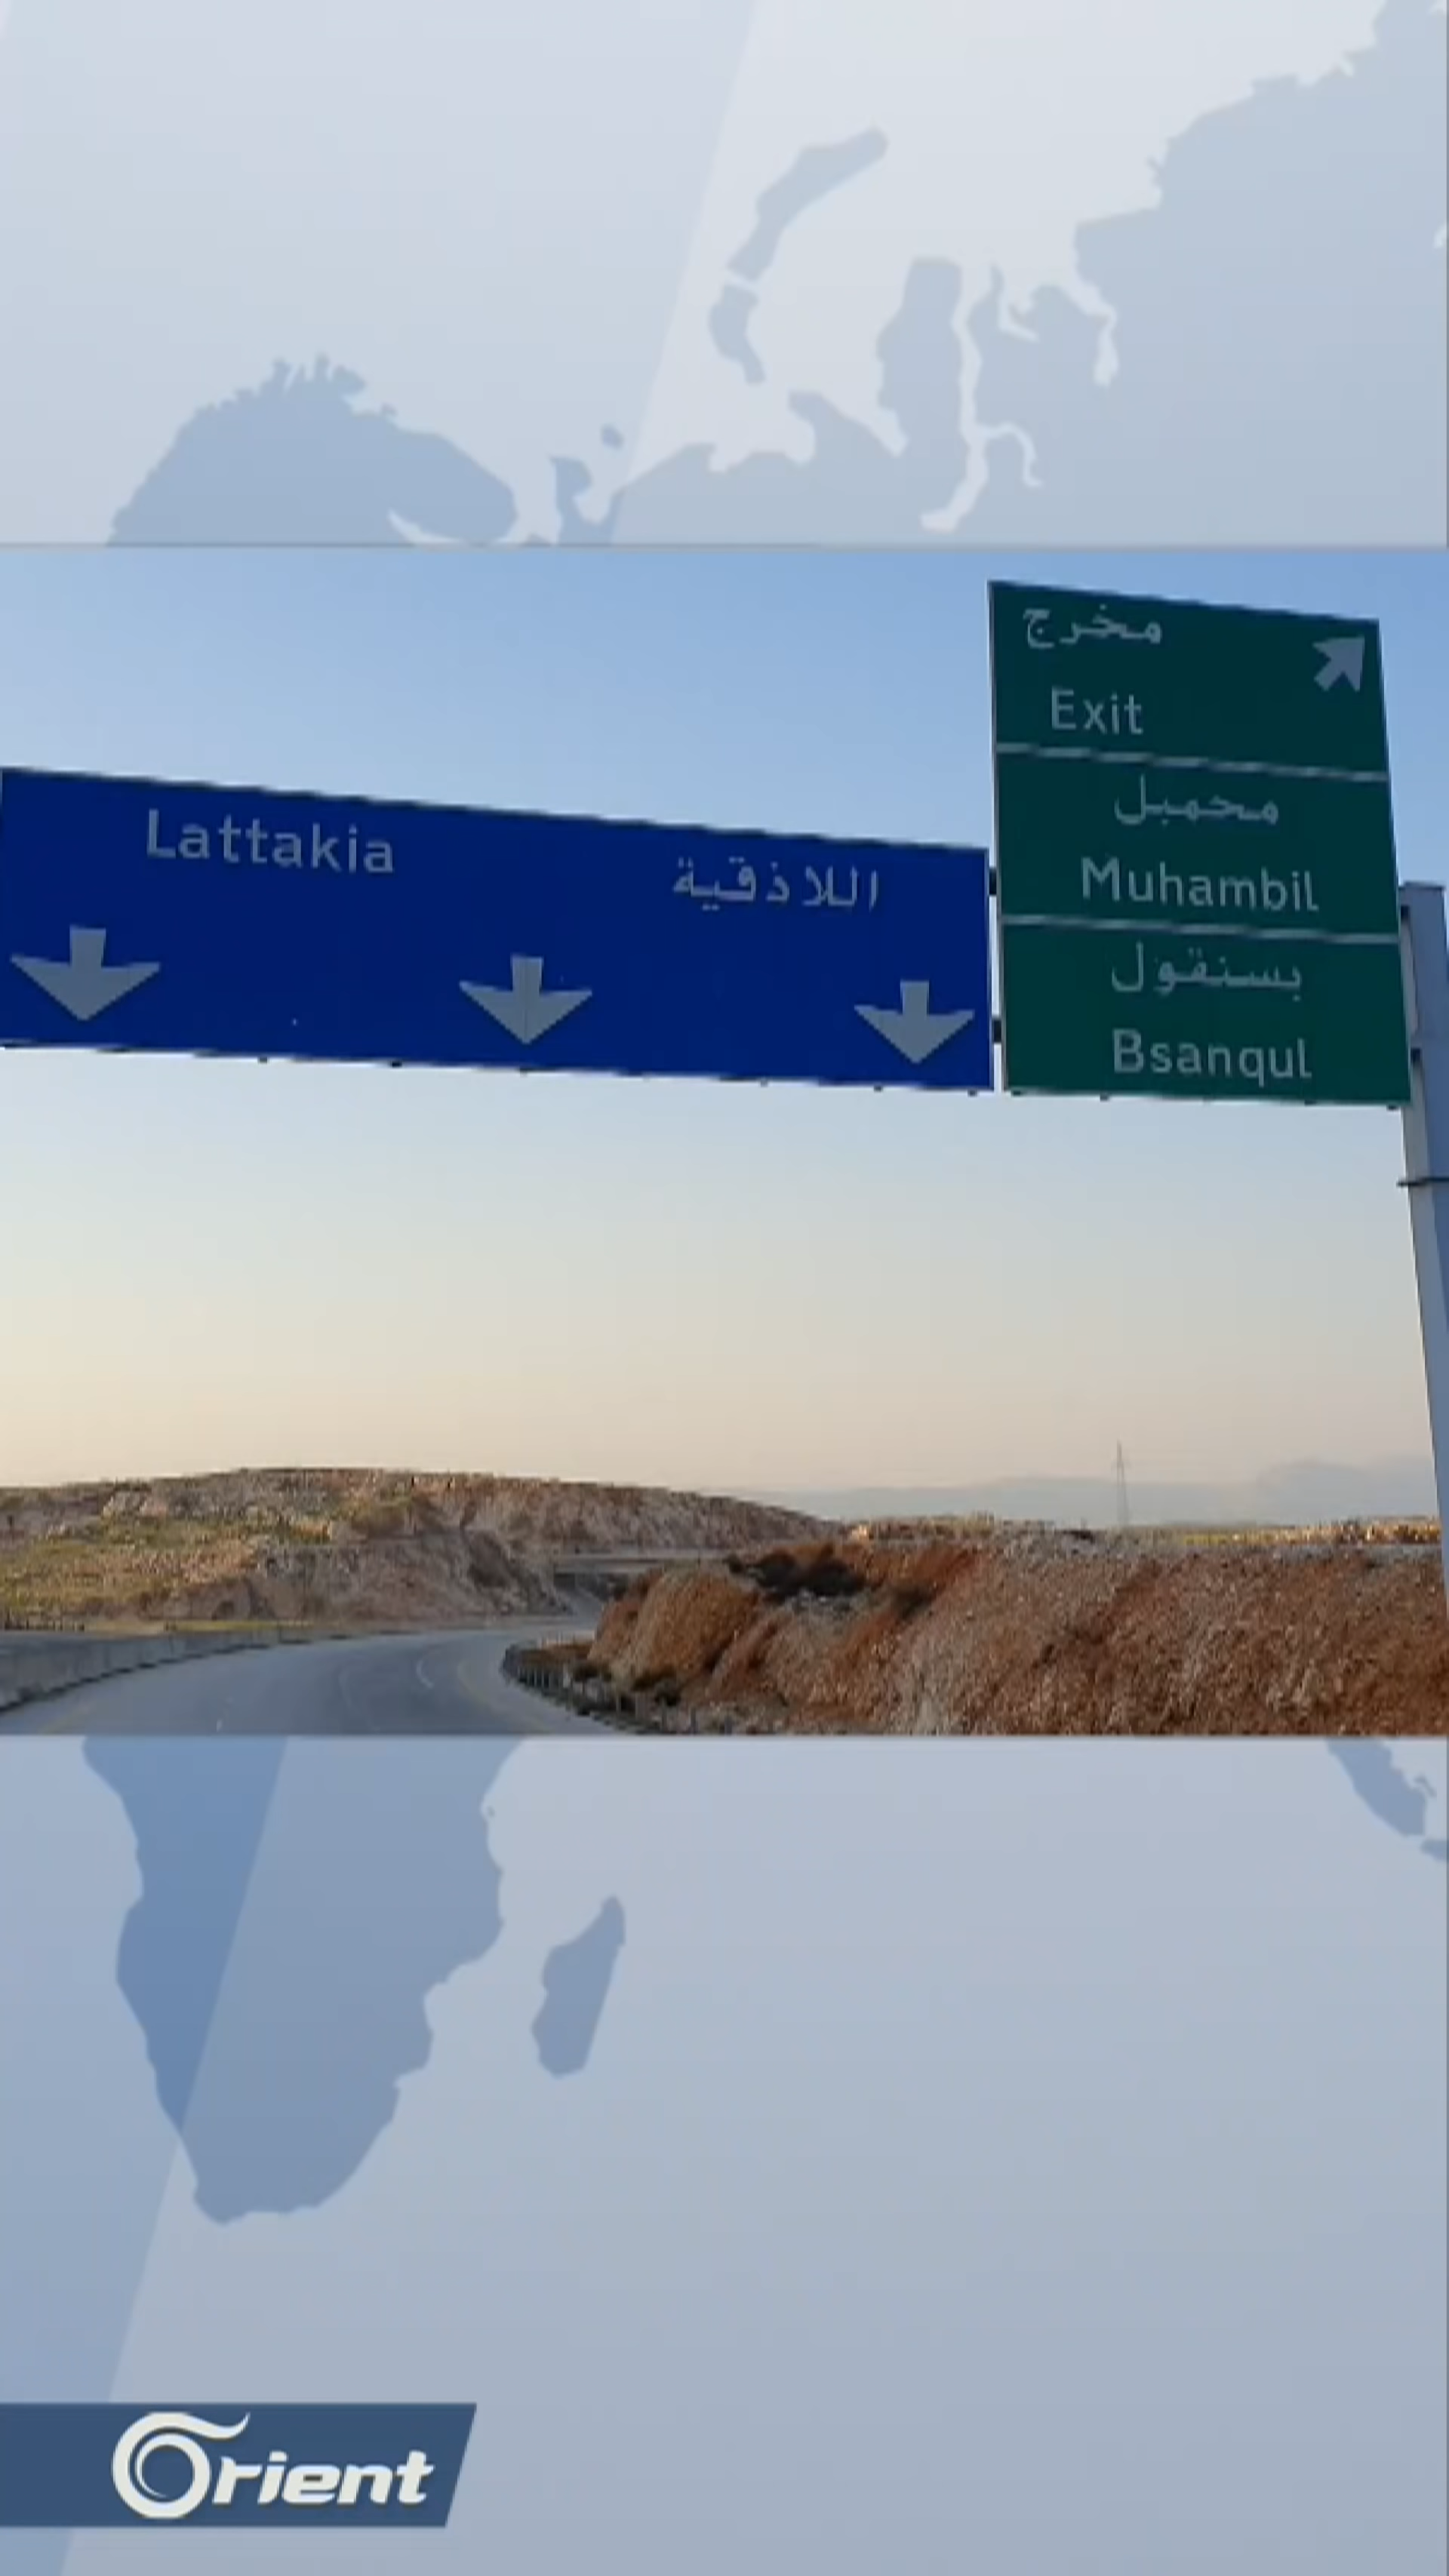 Lattakia اللاذقية
مخرج
Exit
محمبل
Muhambil
بسنقول
Bsanqul
Orient